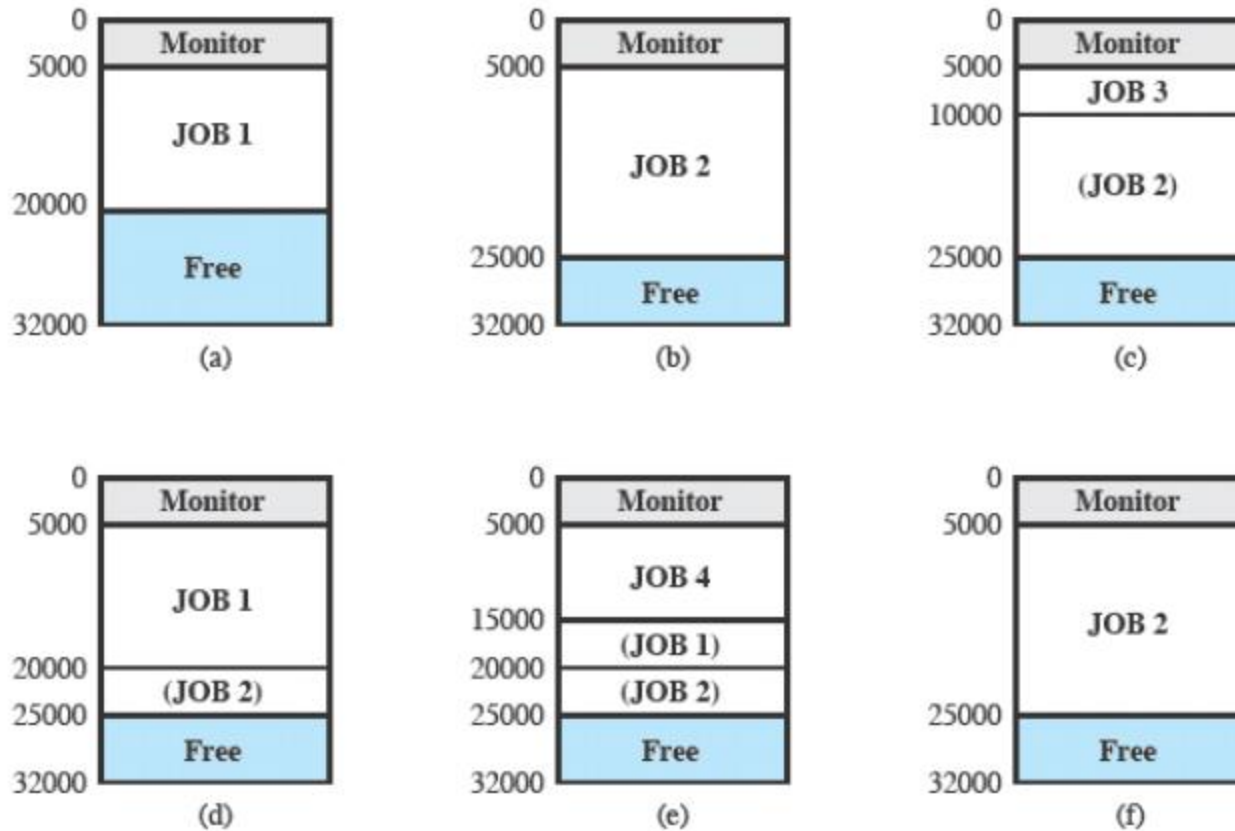 0
Monitor
5000
JOB 1
20000
Free
32000
(a)
0
Monitor
5000
JOB 2
25000
Free
32000
(b)
0
Monitor
5000
JOB 3
10000
(JOB 2)
25000
Free
32000
(c)
0
Monitor
5000
JOB 1
20000
(JOB 2)
25000
Free
32000
(d)
0
Monitor
5000
JOB 4
15000
(JOB 1)
20000
(JOB 2)
25000
Free
32000
(e)
0
Monitor
5000
JOB 2
25000
Free
32000
(f)